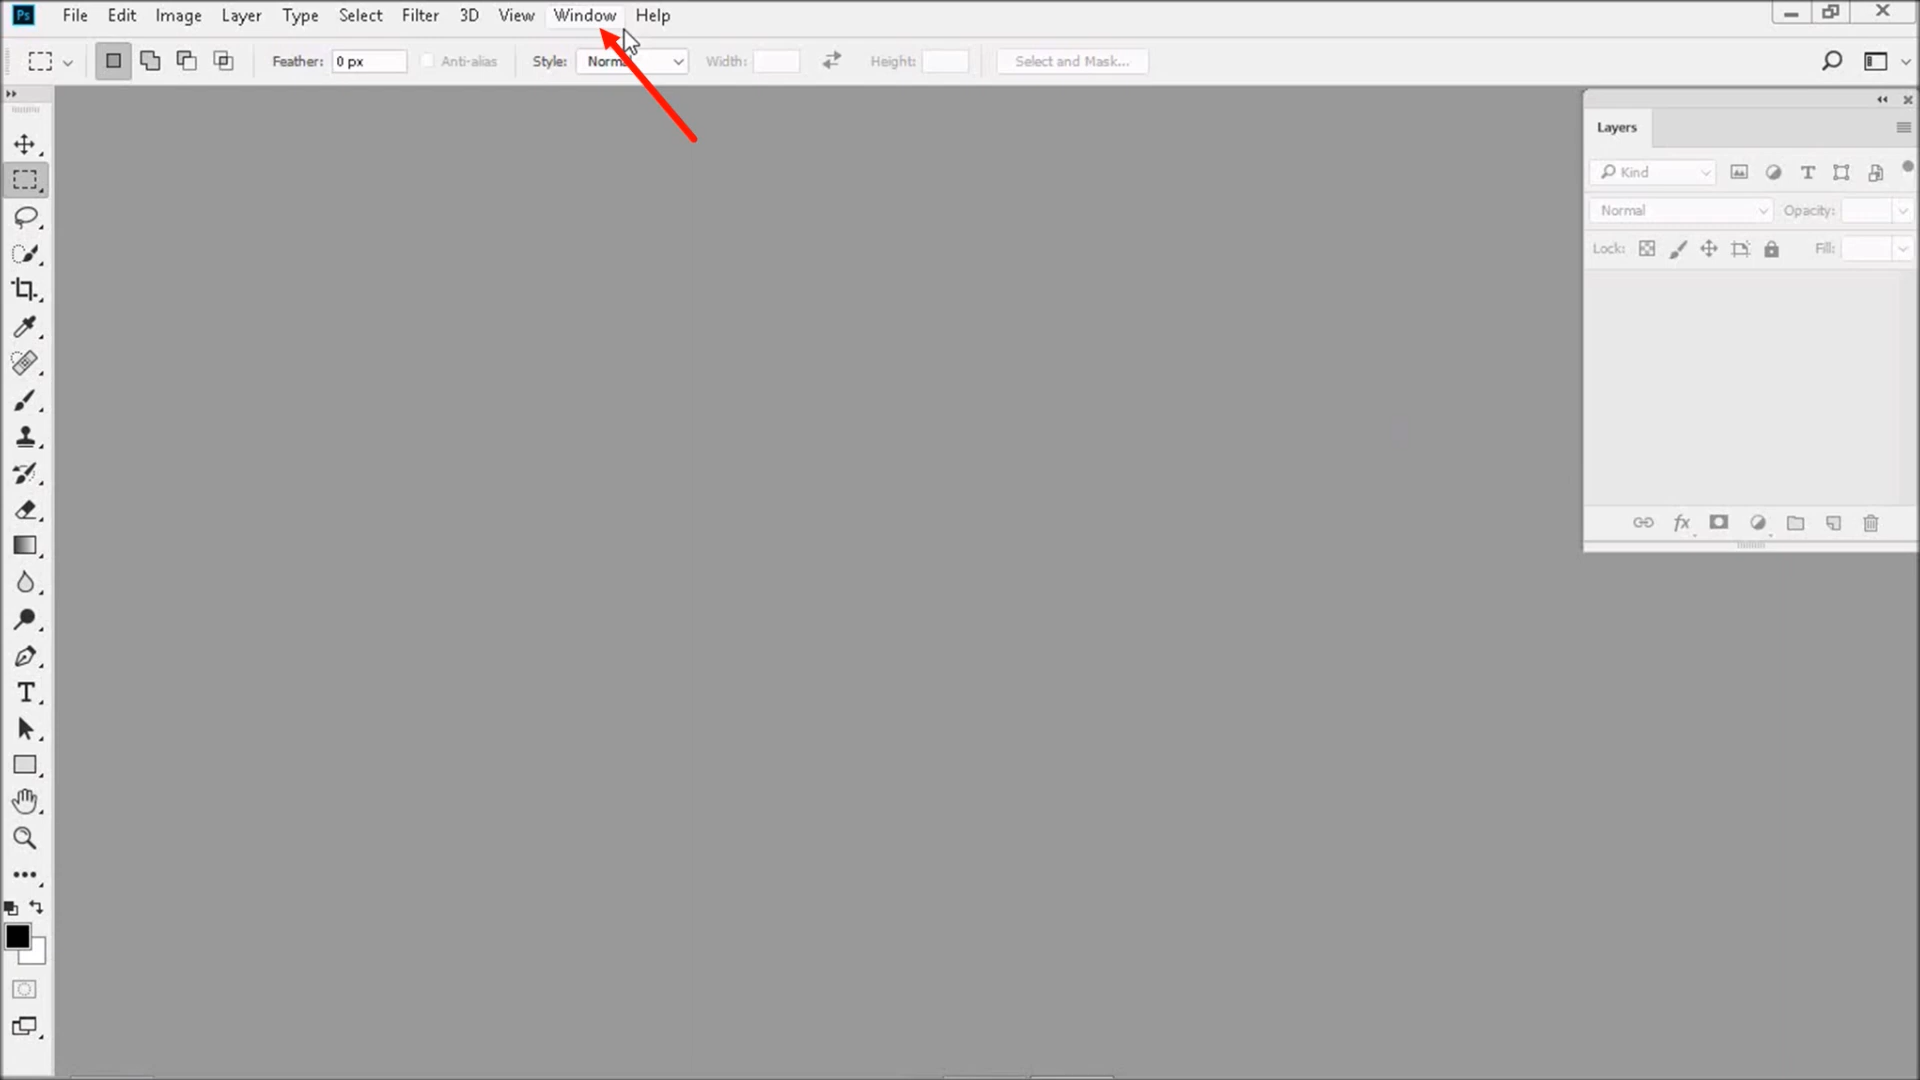 Ps File Edit Image Layer Type Select Filter 3D View Window Help
Feather: 0 px Anti-alias Style: Normal Width: Height: Select and Mask...
Layers
Kind
Normal Opacity:
Lock: Fill:
fx